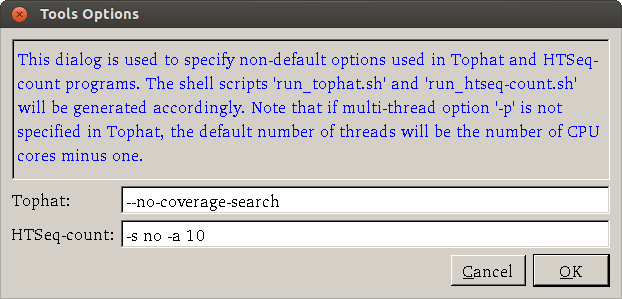 Tools Options
This dialog is used to specify non-default options used in Tophat and HTSeq-
count programs. The shell scripts 'run_tophat.sh' and 'run_htseq-count.sh'
will be generated accordingly. Note that if multi-thread option '-p' is not
specified in Tophat, the default number of threads will be the number of CPU
cores minus one.
Tophat: --no-coverage-search
HTSeq-count: -s no -a 10
Cancel OK